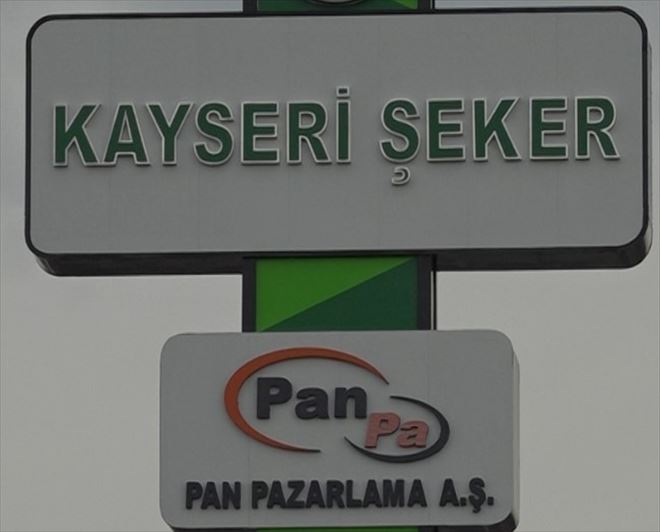 KAYSERİ ŞEKER
Pan
Pa
PAN PAZARLAMA A.Ş.